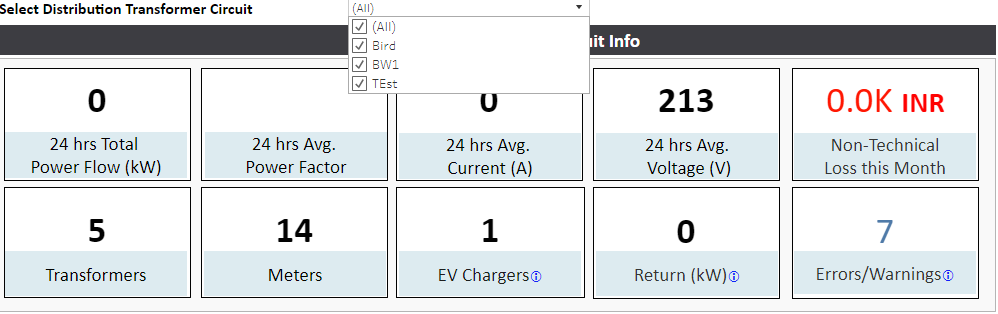 Select Distribution Transformer Circuit
(All)
(All)
Bird
BW1
TEst
uit Info
0
24 hrs Total
Power Flow (kW)
24 hrs Avg.
Power Factor
0
24 hrs Avg.
Current (A)
213
24 hrs Avg.
Voltage (V)
0.0K INR
Non-Technical
Loss this Month
5
Transformers
14
Meters
1
EV Chargers
0
Return (kW)
7
Errors/Warnings